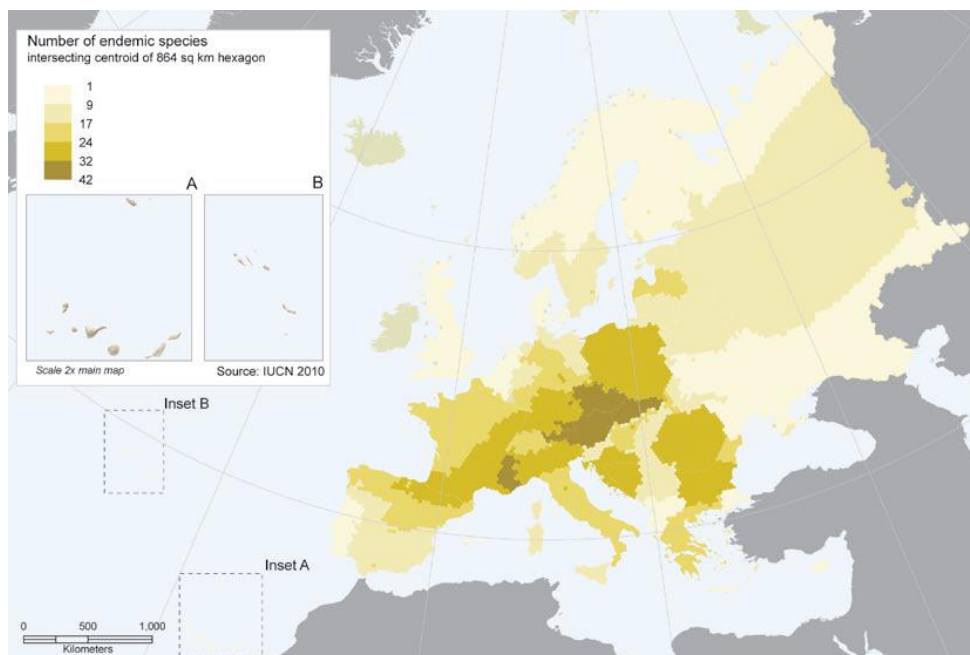 Number of endemic species
intersecting centroid of 864 sq km hexagon
1
9
17
24
32
42
A
B
Scale 2x main map
Source: IUCN 2010
Inset B
Inset A
0 500 1,000
Kilometers